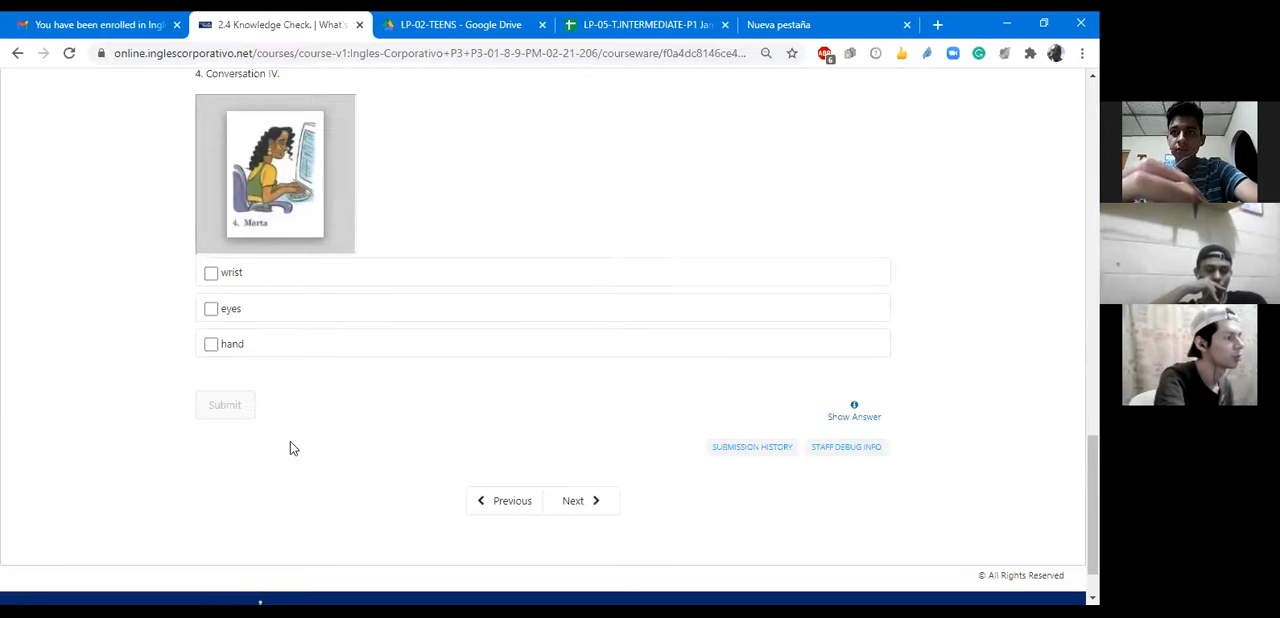 You have been enrolled in Ingl
2.4 Knowledge Check. | What's
LP-02-TEENS - Google Drive
LP-05-T.INTERMEDIATE-P1 Jan
Nueva pestaña
online.inglescorporativo.net/courses/course-v1:Ingles-Corporativo+P3+P3-01-8-9-PM-02-21-206/courseware/f0a4dc8146ce4...
4. Conversation IV.
4. Marta
wrist
eyes
hand
Submit
Show Answer
SUBMISSION HISTORY
STAFF DEBUG INFO
Previous
Next
© All Rights Reserved